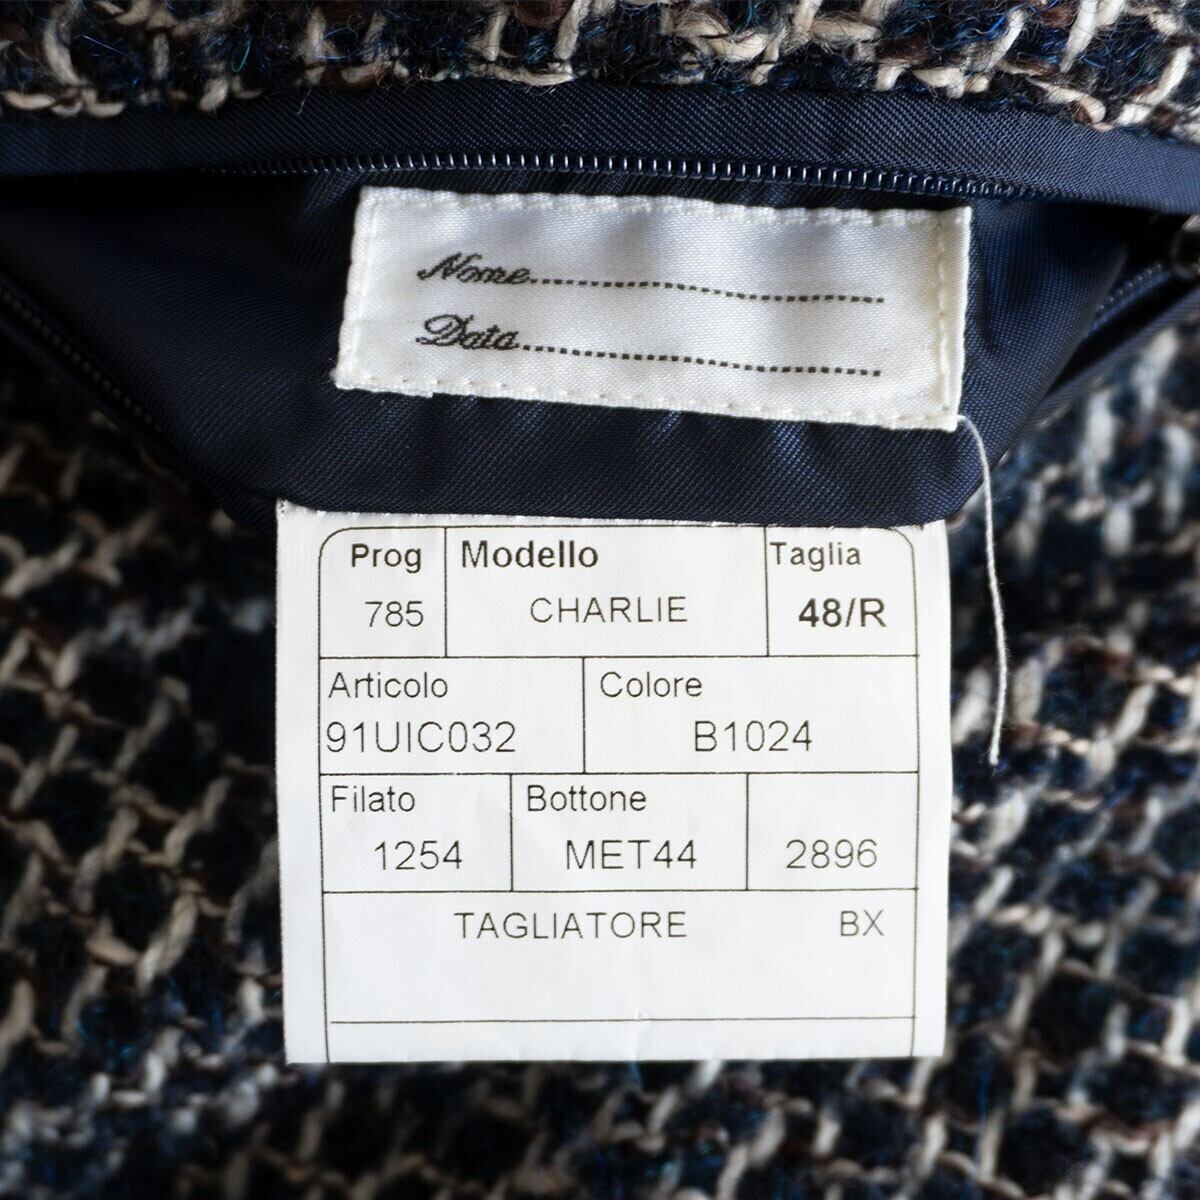 Nome
Data
Prog Modello Taglia
785 CHARLIE 48/R
Articolo Colore
91UIC032 B1024
Filato Bottone
1254 MET44 2896
TAGLIATORE BX